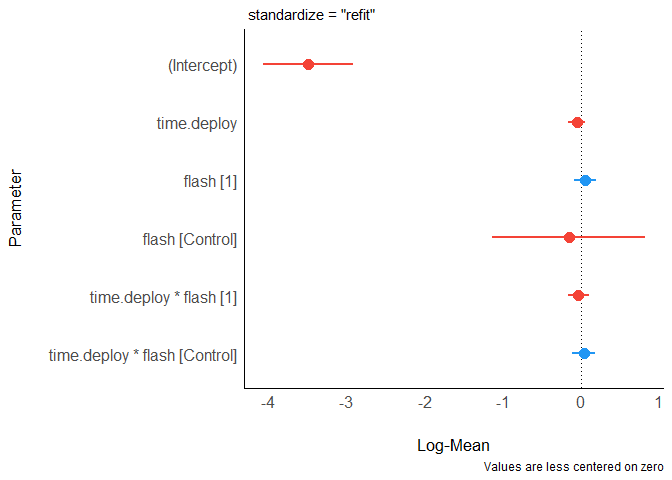 standardize = "refit"
(Intercept)
time.deploy
flash [1]
flash [Control]
time.deploy * flash [1]
time.deploy * flash [Control]
Parameter
-4 -3 -2 -1 0 1
Log-Mean
Values are less centered on zero